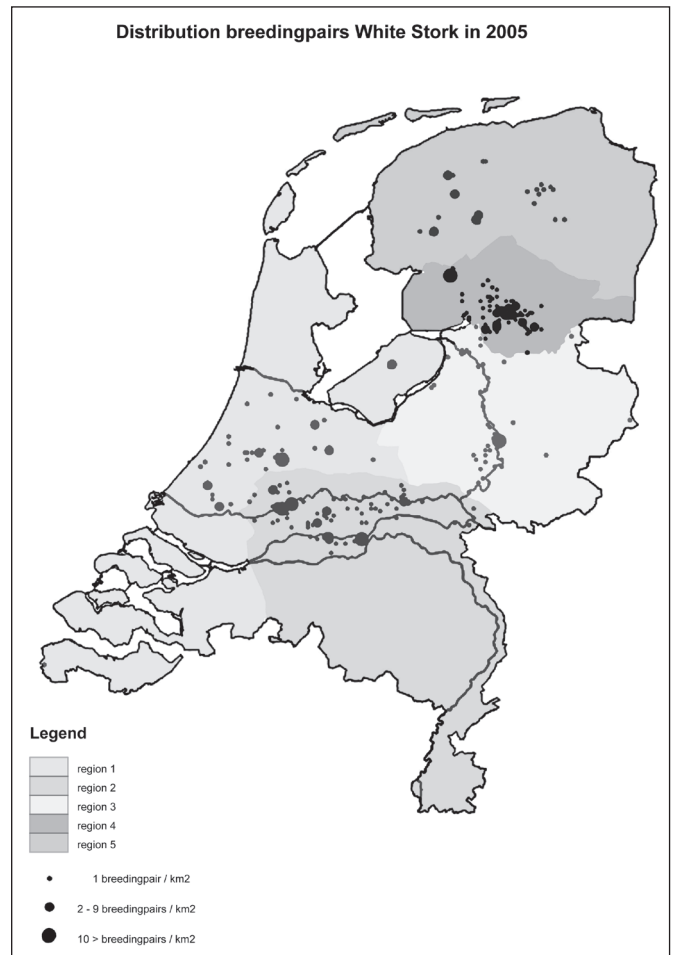 Distribution breedingpairs White Stork in 2005
Legend
region 1
region 2
region 3
region 4
region 5
1 breedingpair / km2
2 - 9 breedingpairs / km2
10 > breedingpairs / km2